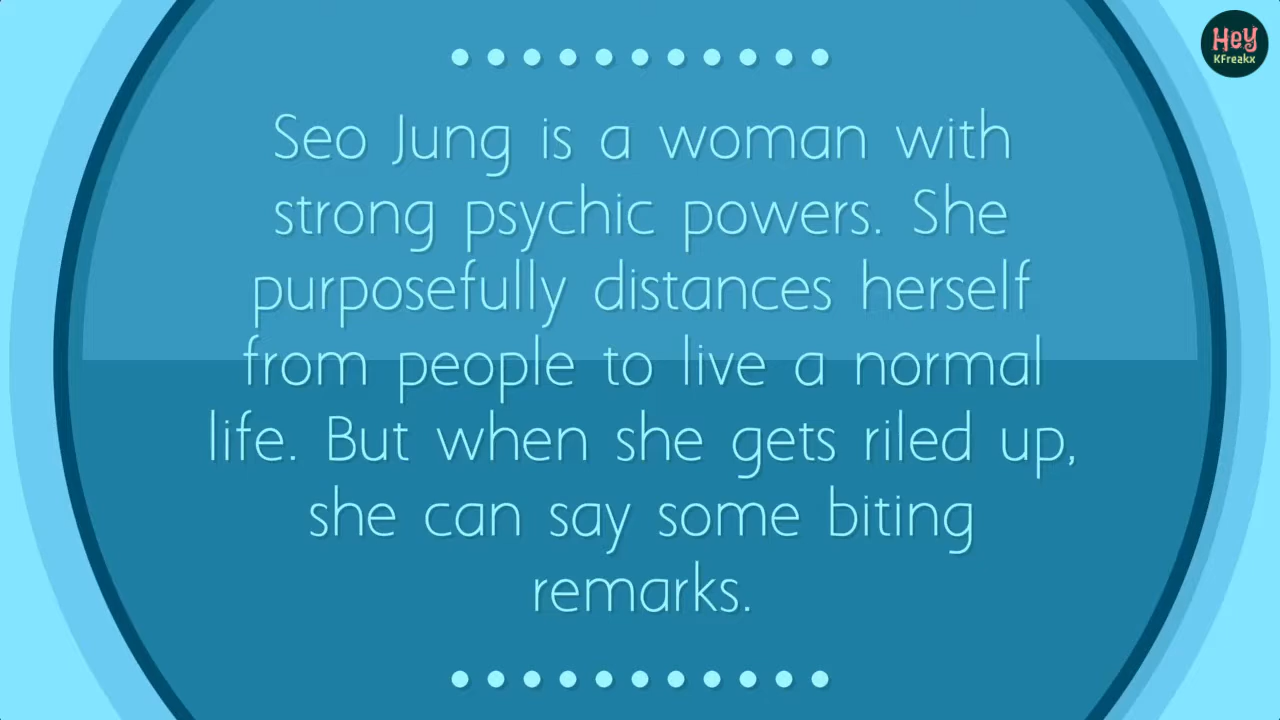 Hey
KFreakx
Seo Jung is a woman with
strong psychic powers. She
purposefully distances herself
from people to live a normal
life. But when she gets riled up,
she can say some biting
remarks.